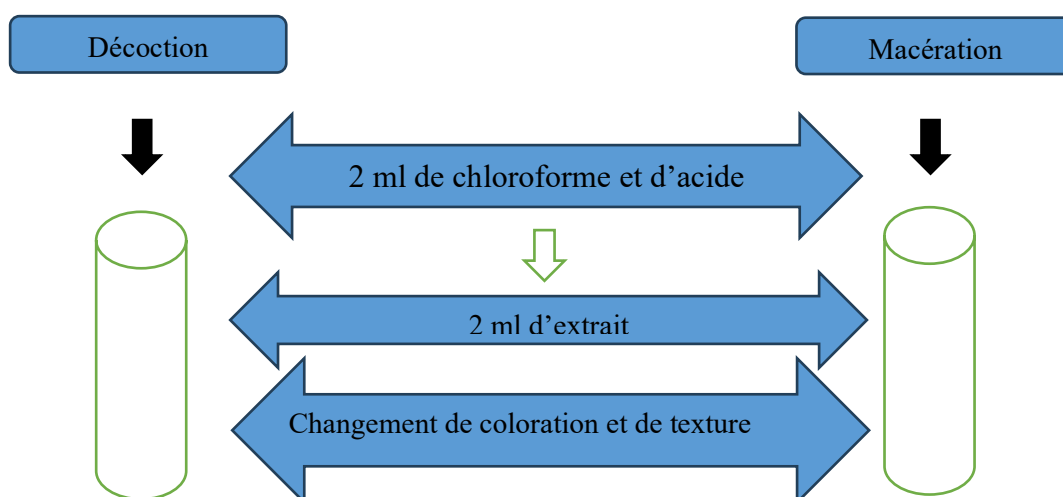 Décoction
Macération
2 ml de chloroforme et d’acide
2 ml d’extrait
Changement de coloration et de texture